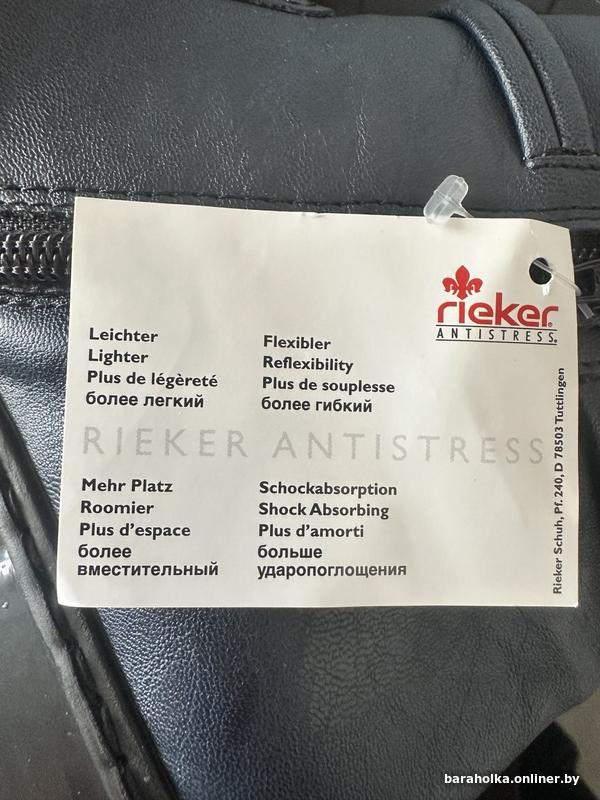 rieker
ANTISTRESS
Leichter
Lighter
Plus de légèreté
более легкий
Flexibler
Reflexibility
Plus de souplesse
более гибкий
RIEKER ANTISTRESS
Mehr Platz
Roomier
Plus d’espace
более
вместительный
Schockabsorption
Shock Absorbing
Plus d’amorti
больше
ударопоглощения
Rieker Schuh, Pf. 240, D 78503 Tuttlingen
baraholka.onliner.by